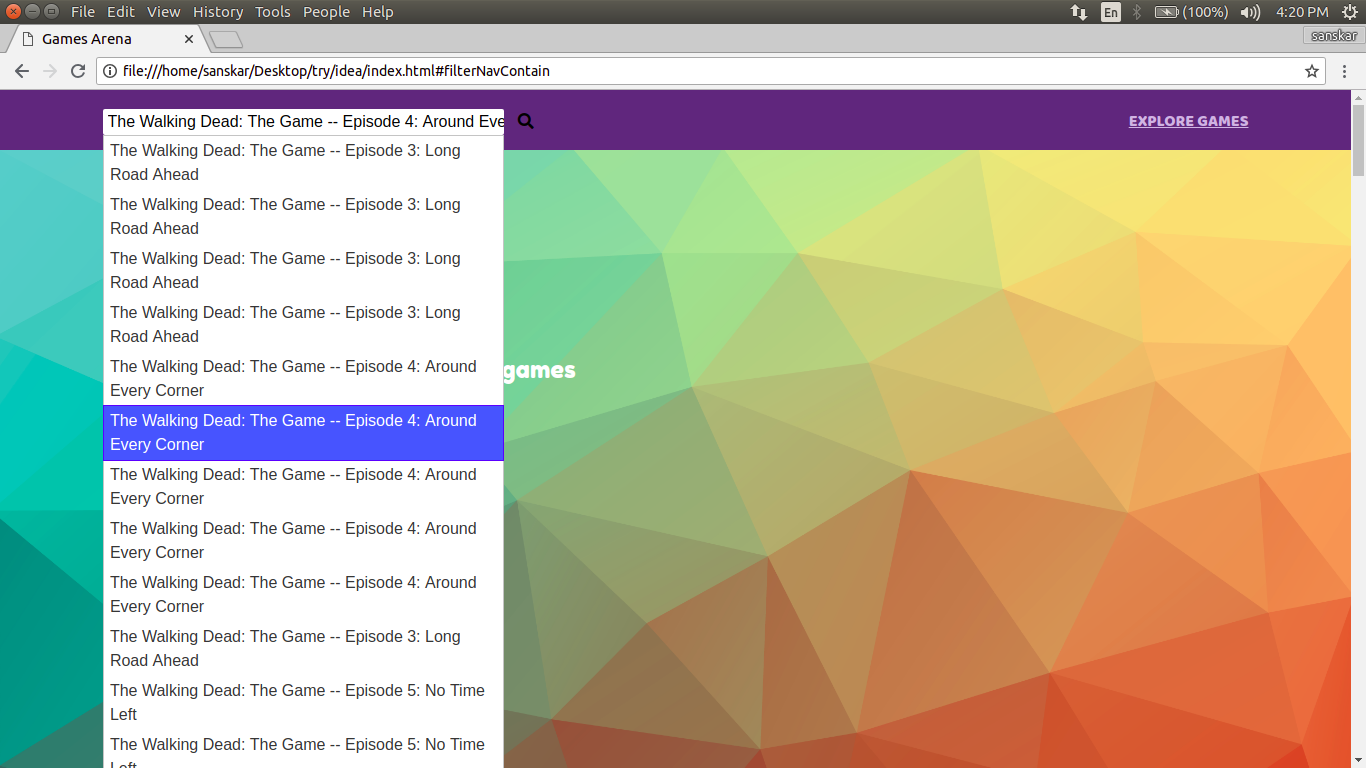 File Edit View History Tools People Help
En (100%) 4:20 PM
Games Arena
sanskar
file:///home/sanskar/Desktop/try/idea/index.html#filterNavContain
The Walking Dead: The Game -- Episode 4: Around Eve
EXPLORE GAMES
The Walking Dead: The Game -- Episode 3: Long
Road Ahead
The Walking Dead: The Game -- Episode 3: Long
Road Ahead
The Walking Dead: The Game -- Episode 3: Long
Road Ahead
The Walking Dead: The Game -- Episode 3: Long
Road Ahead
The Walking Dead: The Game -- Episode 4: Around
Every Corner
games
The Walking Dead: The Game -- Episode 4: Around
Every Corner
The Walking Dead: The Game -- Episode 4: Around
Every Corner
The Walking Dead: The Game -- Episode 4: Around
Every Corner
The Walking Dead: The Game -- Episode 4: Around
Every Corner
The Walking Dead: The Game -- Episode 3: Long
Road Ahead
The Walking Dead: The Game -- Episode 5: No Time
Left
The Walking Dead: The Game -- Episode 5: No Time
Left